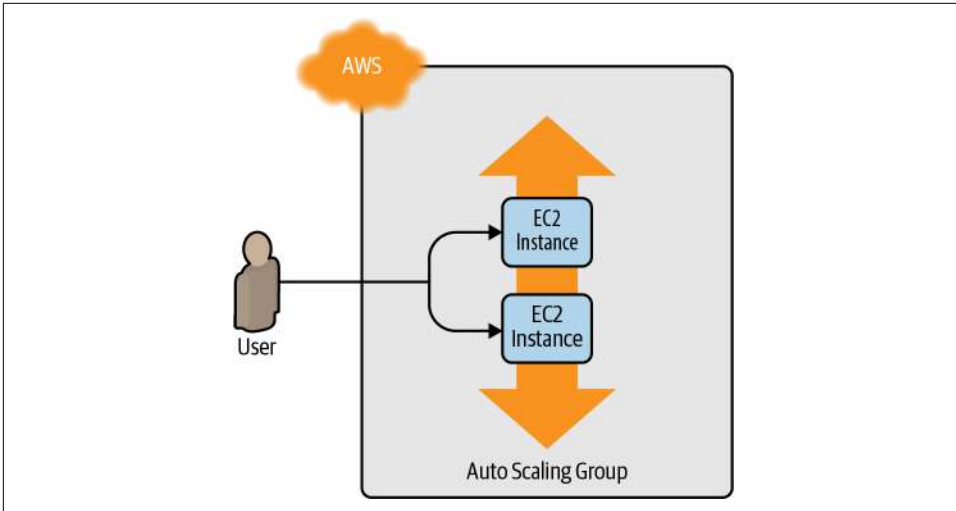 AWS
EC2
Instance
EC2
Instance
User
Auto Scaling Group